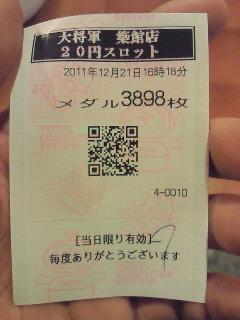 大将軍 築館店
20円スロット
2011年12月21日16時18分
メダル3898枚
4-0010
[当日限り有効]
毎度ありがとうございます